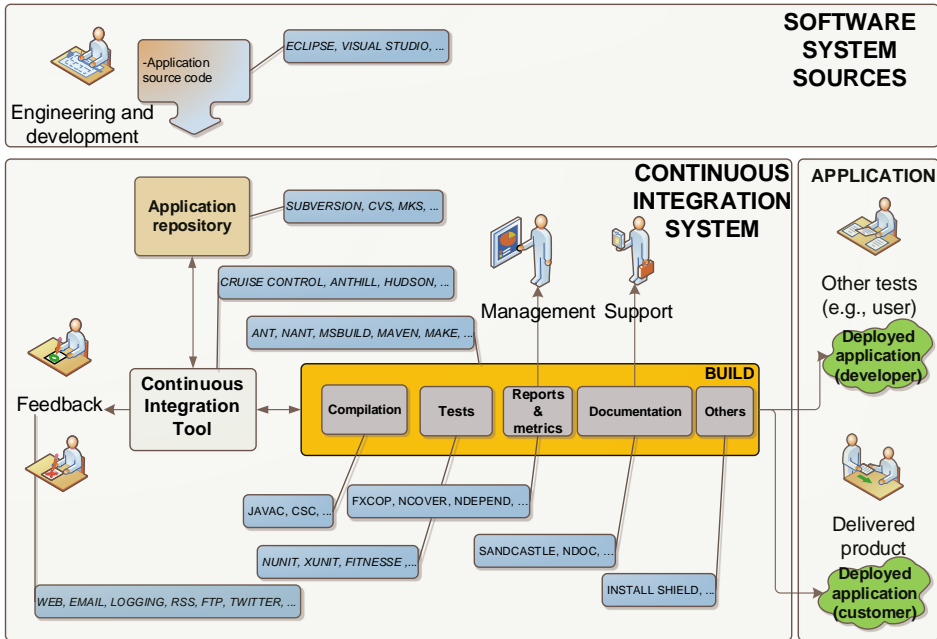 SOFTWARE
SYSTEM
SOURCES
-Application
source code
ECLIPSE, VISUAL STUDIO, ...
Engineering and
development
CONTINUOUS
INTEGRATION
SYSTEM
APPLICATION
Application
repository
SUBVERSION, CVS, MKS, ...
CRUISE CONTROL, ANTHILL, HUDSON, ...
Management
Support
Other tests
(e.g., user)
ANT, NANT, MSBUILD, MAVEN, MAKE, ...
Deployed
application
(developer)
BUILD
Feedback
Continuous
Integration
Tool
Compilation
Tests
Reports
&
metrics
Documentation
Others
JAVAC, CSC, ...
FXCOP, NCOVER, NDEPEND, ...
NUNIT, XUNIT, FITNESSE ,...
SANDCASTLE, NDOC, ...
INSTALL SHIELD, ...
WEB, EMAIL, LOGGING, RSS, FTP, TWITTER, ...
Delivered
product
Deployed
application
(customer)